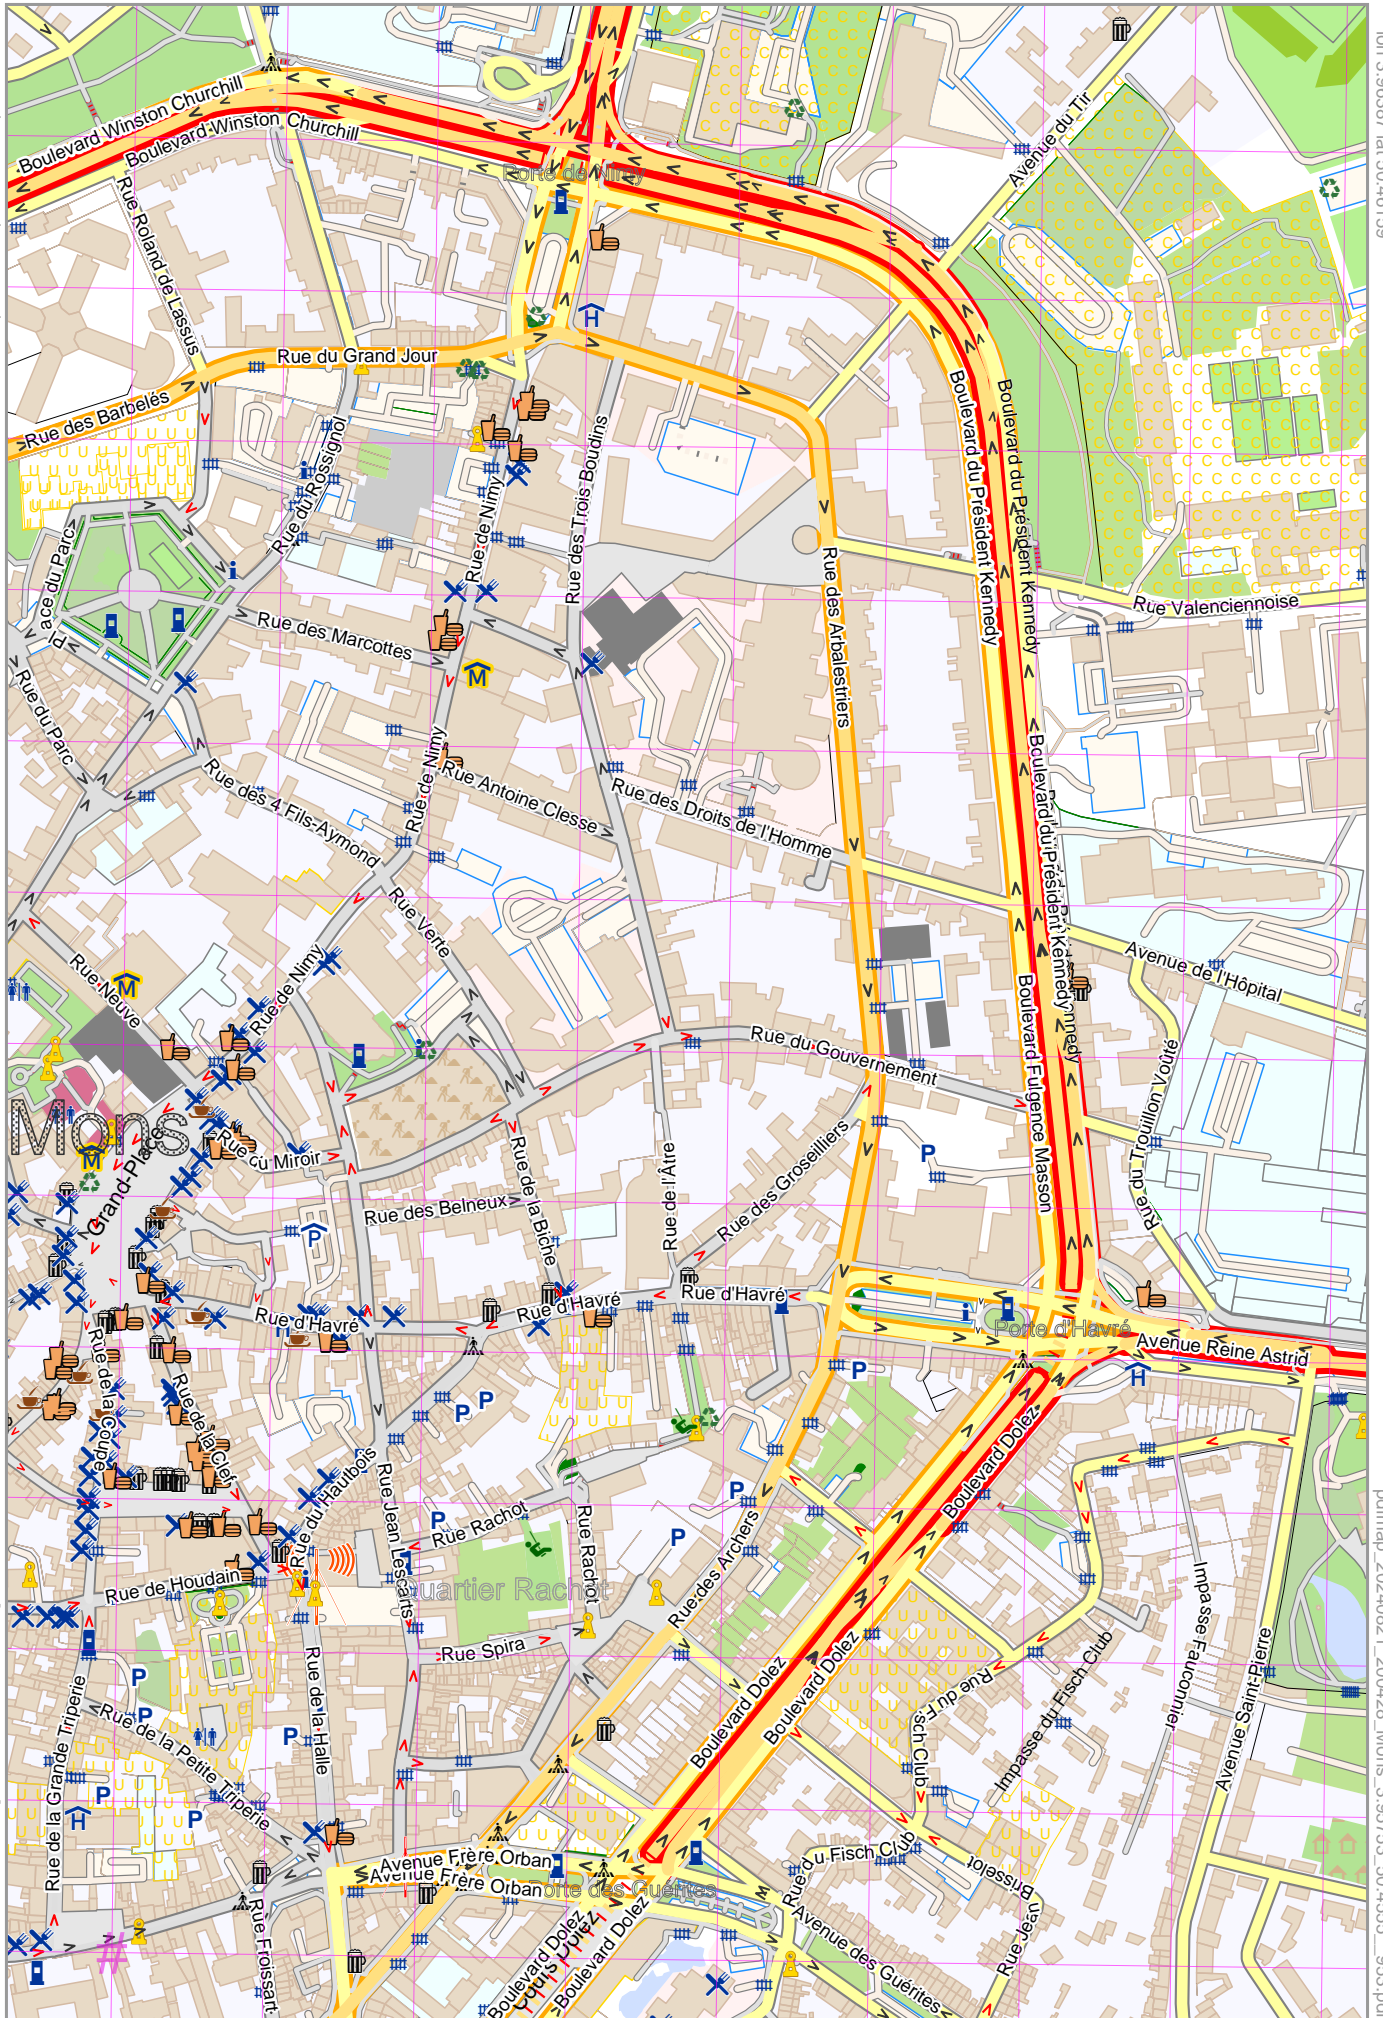 Boulevard Winston Churchill
Boulevard Winston Churchill
Porte de Nimy
Avenue du Tir
Rue Roland de Lassus
Rue du Grand Jour
Rue des Barbelés
Rue du Rossignol
Rue de Nimy
Rue des Trois Boudins
Boulevard du Président Kennedy
Boulevard du Président Kennedy
Rue des Arbalestriers
Rue Valenciennoise
Place du Parc
Rue des Marcottes
Rue du Parc
Rue de Nimy
Rue des 4 Fils-Aymond
Rue Antoine Clesse
Rue des Droits de l'Homme
Boulevard du Président Kennedy
Rue Verte
Rue Neuve
Rue de Nimy
Avenue de l'Hôpital
Rue du Gouvernement
Boulevard Fulgence Masson
Rue du Trouillon Voûté
Mons
Grand-Place
Rue du Miroir
Rue des Belneux
Rue de la Biche
Rue de l'Âtre
Rue des Groseilliers
Rue d'Havré
Rue d'Havré
Rue d'Havré
Porte d'Havré
Avenue Reine Astrid
Rue de la Coupe
Rue de la Clef
Rue du Hautbois
Rue Jean Lescarts
Rue Rachot
Rue Rachot
Rue des Archers
Boulevard Dolez
Quartier Rachot
Rue de Houdain
Rue Spira
Rue de la Halle
Boulevard Dolez
Boulevard Dolez
Rue du Fisch Club
Impasse du Fisch Club
Impasse Fauconnier
Avenue Saint-Pierre
Rue de la Grande Triperie
Rue de la Petite Triperie
Avenue Frère Orban
Avenue Frère Orban
Porte des Guérites
Rue du Fisch Club
Rue Jean Brisselot
Avenue des Guérites
Rue Froissart
Boulevard Dolez
Cours Dolez
Boulevard Dolez